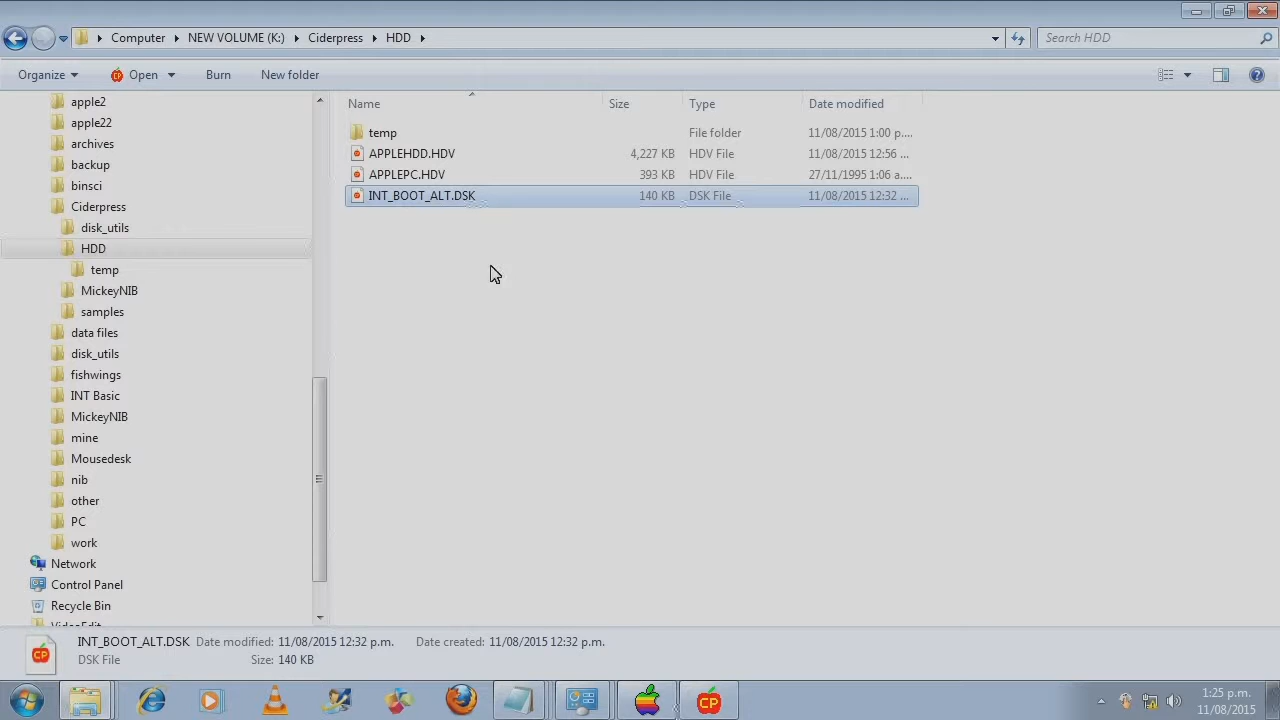 Computer NEW VOLUME (K:) Ciderpress HDD
Search HDD
Organize Open Burn New folder
Name Size Type Date modified
temp File folder 11/08/2015 1:00 p....
APPLEHDD.HDV 4,227 KB HDV File 11/08/2015 12:56 ...
APPLEPC.HDV 393 KB HDV File 27/11/1995 1:06 a....
INT_BOOT_ALT.DSK 140 KB DSK File 11/08/2015 12:32 ...
apple2
apple22
archives
backup
binsci
Ciderpress
disk_utils
HDD
temp
MickeyNIB
samples
data files
disk_utils
fishwings
INT Basic
MickeyNIB
mine
Mousedesk
nib
other
PC
work
Network
Control Panel
Recycle Bin
VideoEdit
CP INT_BOOT_ALT.DSK Date modified: 11/08/2015 12:32 p.m. Date created: 11/08/2015 12:32 p.m.
DSK File Size: 140 KB
CP
1:25 p.m.
11/08/2015